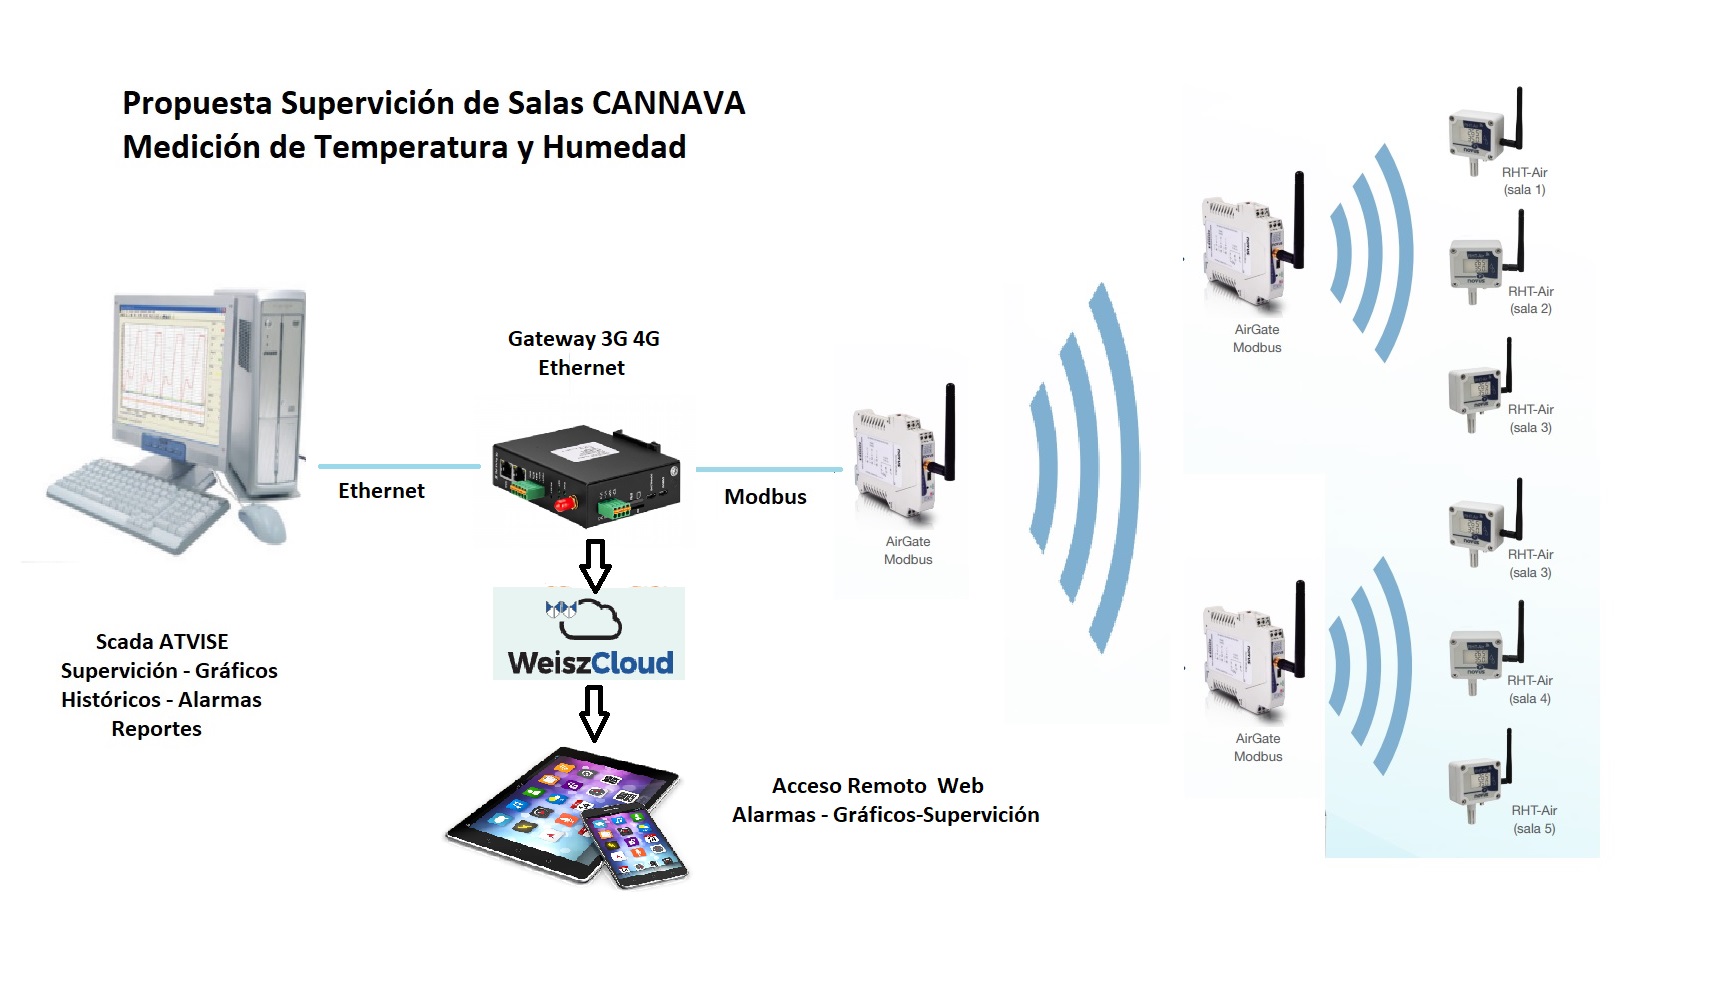 Propuesta Supervición de Salas CANNAVA
Medición de Temperatura y Humedad
Gateway 3G 4G
Ethernet
Ethernet
Modbus
AirGate
Modbus
AirGate
Modbus
AirGate
Modbus
RHT-Air
(sala 1)
RHT-Air
(sala 2)
RHT-Air
(sala 3)
RHT-Air
(sala 3)
RHT-Air
(sala 4)
RHT-Air
(sala 5)
WeiszCloud
Scada ATVISE
Supervición - Gráficos
Históricos - Alarmas
Reportes
Acceso Remoto  Web
Alarmas - Gráficos-Supervición